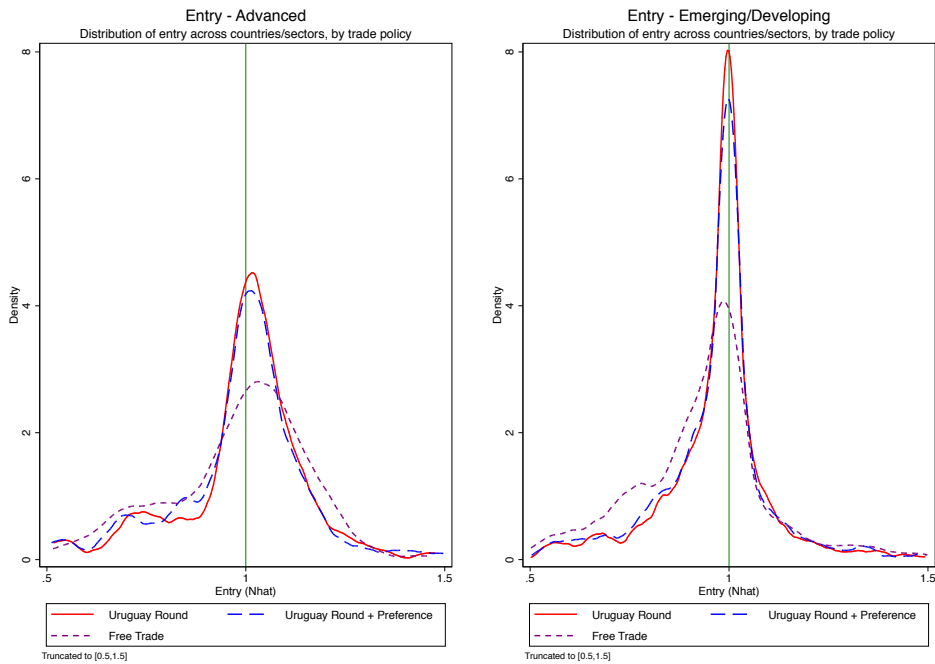 Entry - Advanced
Distribution of entry across countries/sectors, by trade policy
8
6
4
2
0
Density
.5
1
1.5
Entry (Nhat)
Uruguay Round
Uruguay Round + Preference
Free Trade
Truncated to [0.5,1.5]
Entry - Emerging/Developing
Distribution of entry across countries/sectors, by trade policy
8
6
4
2
0
Density
.5
1
1.5
Entry (Nhat)
Uruguay Round
Uruguay Round + Preference
Free Trade
Truncated to [0.5,1.5]